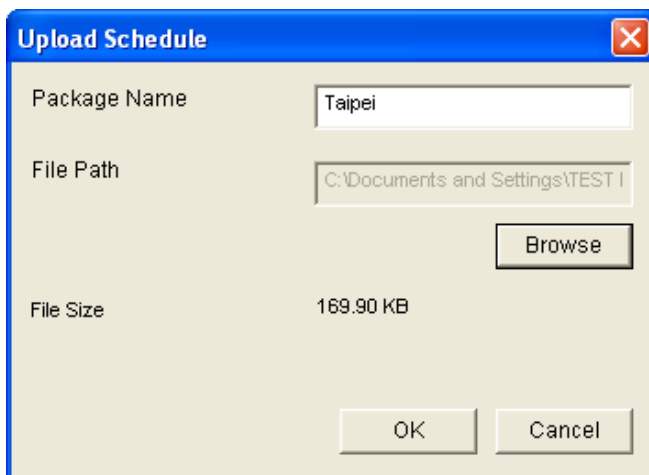 Upload Schedule
Package Name
Taipei
File Path
C:\Documents and Settings\TEST
Browse
File Size
169.90 KB
OK
Cancel